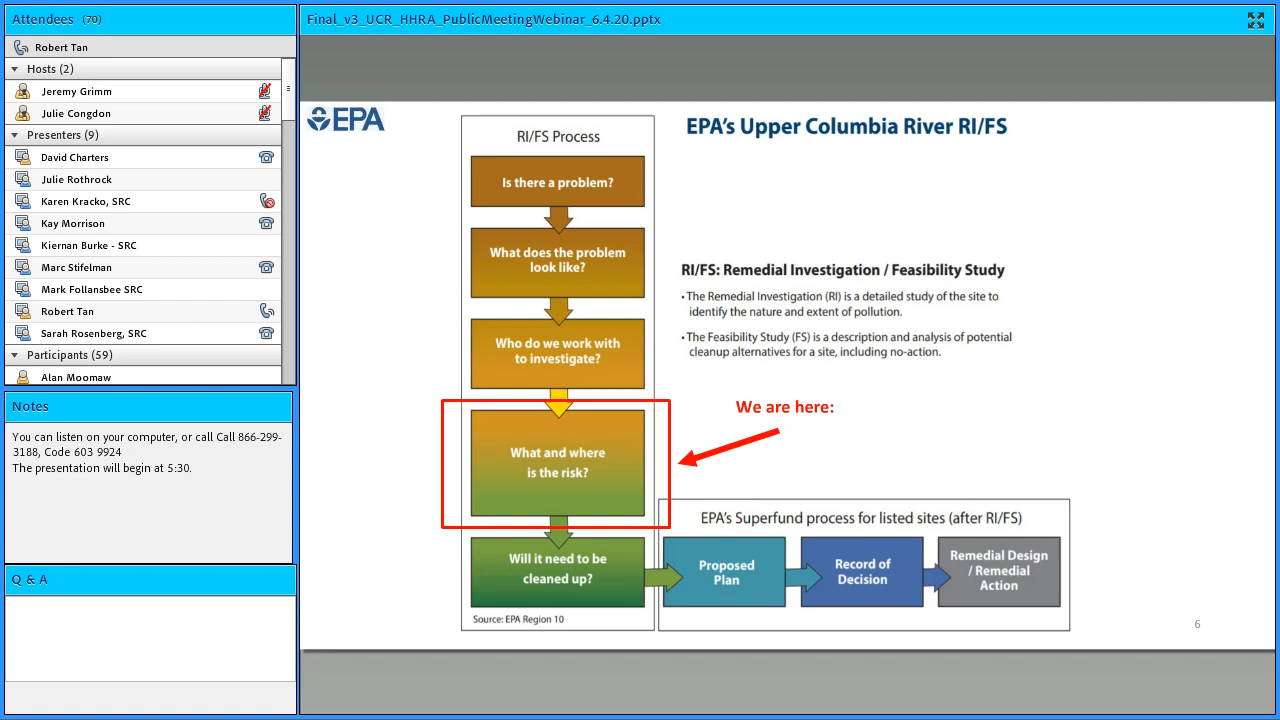 Attendees (70)
Robert Tan
Hosts (2)
Jeremy Grimm
Julie Congdon
Presenters (9)
David Charters
Julie Rothrock
Karen Kracko, SRC
Kay Morrison
Kiernan Burke - SRC
Marc Stifelman
Mark Follansbee SRC
Robert Tan
Sarah Rosenberg, SRC
Participants (59)
Alan Moomaw
Notes
You can listen on your computer, or call Call 866-299-
3188, Code 603 9924
The presentation will begin at 5:30.
Q & A
Final_v3_UCR_HHRA_PublicMeetingWebinar_6.4.20.pptx
EPA
RI/FS Process
Is there a problem?
What does the problem
look like?
Who do we work with
to investigate?
What and where
is the risk?
Will it need to be
cleaned up?
Source: EPA Region 10
EPA's Upper Columbia River RI/FS
RI/FS: Remedial Investigation / Feasibility Study
• The Remedial Investigation (RI) is a detailed study of the site to
identify the nature and extent of pollution.
• The Feasibility Study (FS) is a description and analysis of potential
cleanup alternatives for a site, including no-action.
We are here:
EPA's Superfund process for listed sites (after RI/FS)
Proposed
Plan
Record of
Decision
Remedial Design
/ Remedial
Action
6